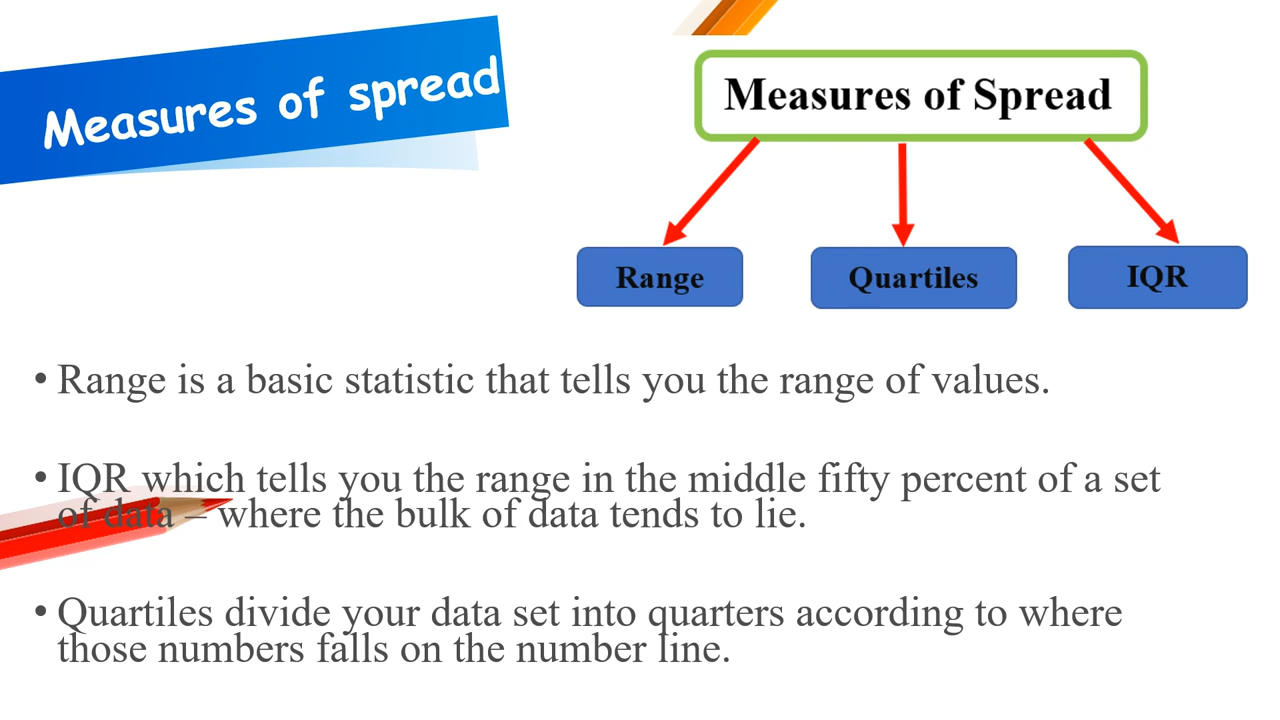 Measures of spread
Measures of Spread
Range
Quartiles
IQR
• Range is a basic statistic that tells you the range of values.
• IQR which tells you the range in the middle fifty percent of a set
of data – where the bulk of data tends to lie.
• Quartiles divide your data set into quarters according to where
those numbers falls on the number line.